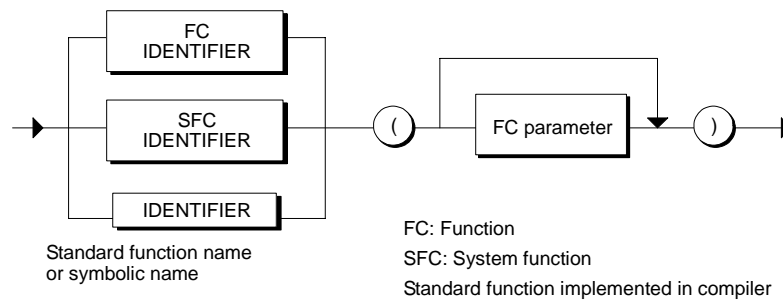 FC
IDENTIFIER
SFC
IDENTIFIER
(
FC parameter
)
IDENTIFIER
Standard function name
or symbolic name
FC: Function
SFC: System function
Standard function implemented in compiler